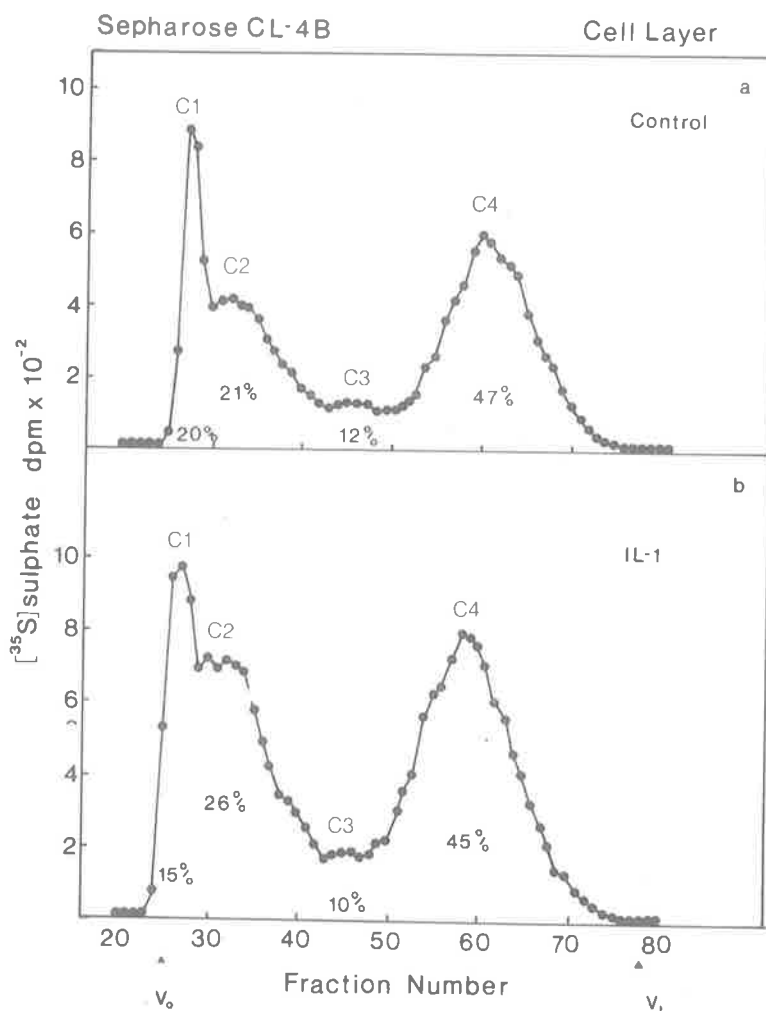 Sepharose CL-4B Cell Layer
a
Control
10
8
6
4
2
C1
C2
C3
C4
20%
21%
12%
47%
[³⁵S]sulphate dpm x 10⁻²
b
IL-1
10
8
6
4
2
C1
C2
C3
C4
15%
26%
10%
45%
20 30 40 50 60 70 80
Fraction Number
V₀